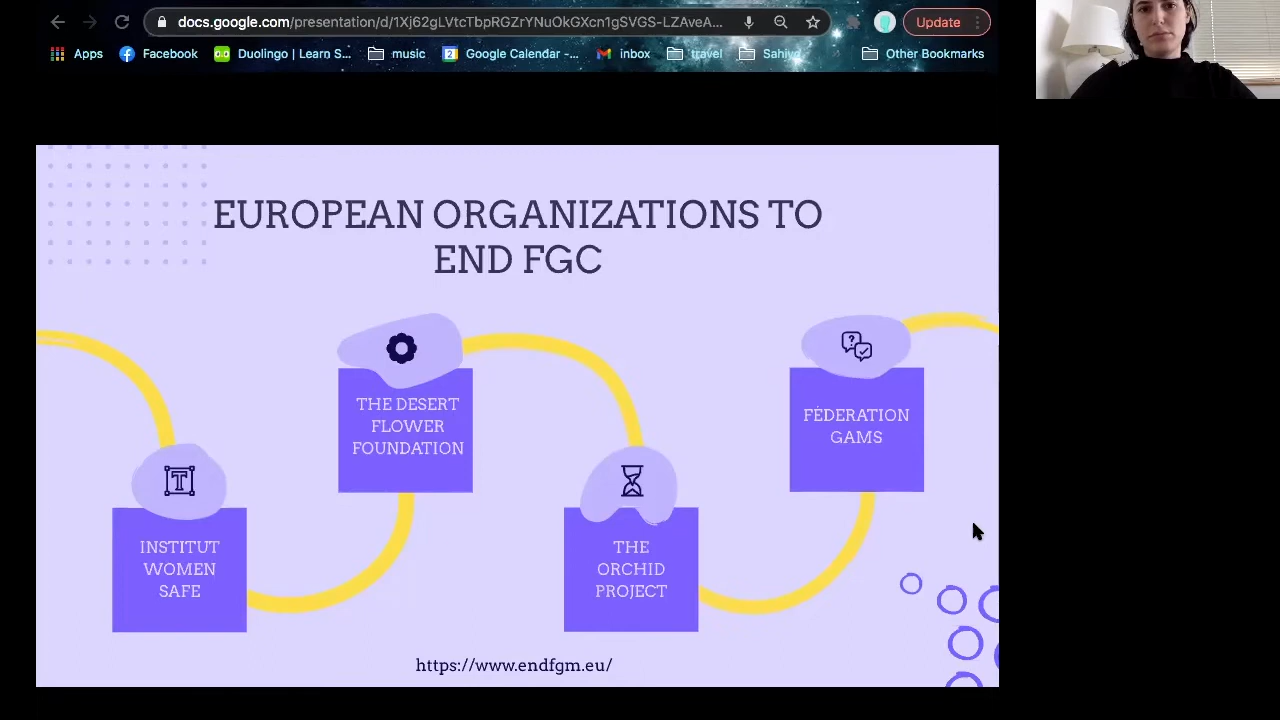 docs.google.com/presentation/d/1Xj62gLVtcTbpRGZrYNuOkGXcn1gSVGS-LZAveA...
Update
Apps
Facebook
Duolingo | Learn S...
music
Google Calendar -...
inbox
travel
Sahiyo
Other Bookmarks
EUROPEAN ORGANIZATIONS TO
END FGC
INSTITUT
WOMEN
SAFE
THE DESERT
FLOWER
FOUNDATION
THE
ORCHID
PROJECT
FÉDERATION
GAMS
https://www.endfgm.eu/